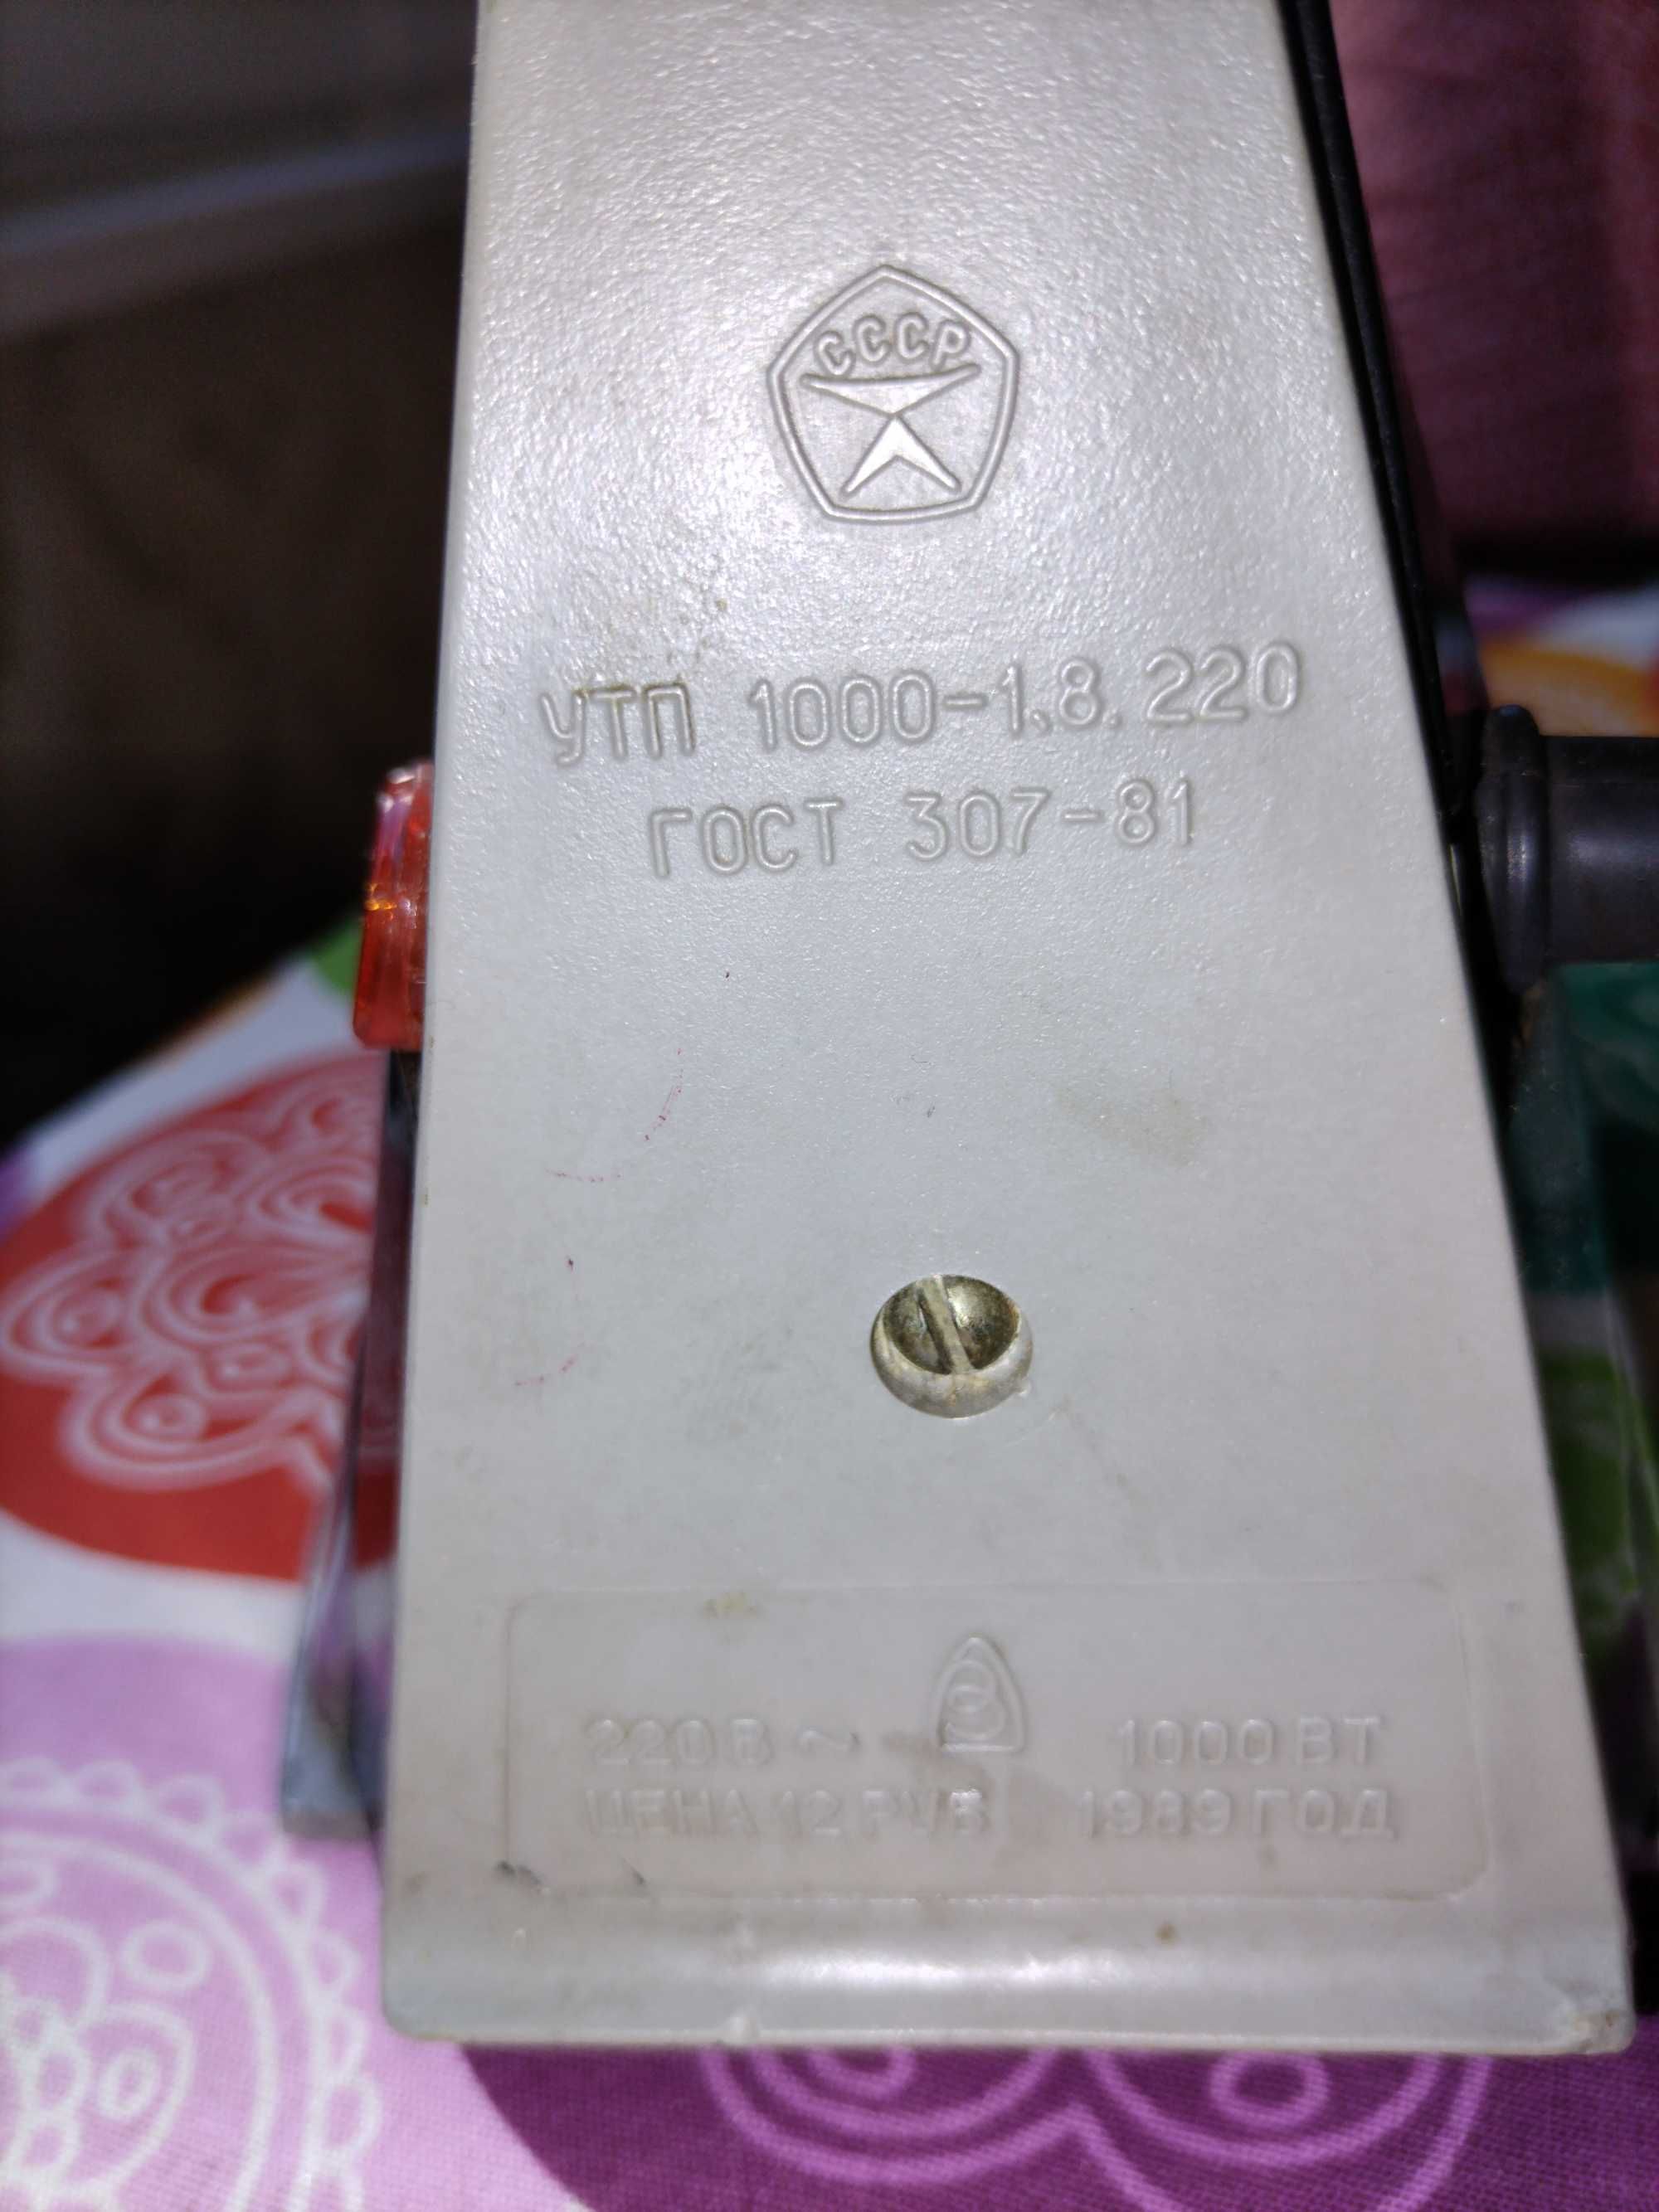 СССР
УТП 1000-1,8. 220
ГОСТ 307-81
220 В ~ 1000 ВТ
ЦЕНА 12 РУБ 1989 ГОД